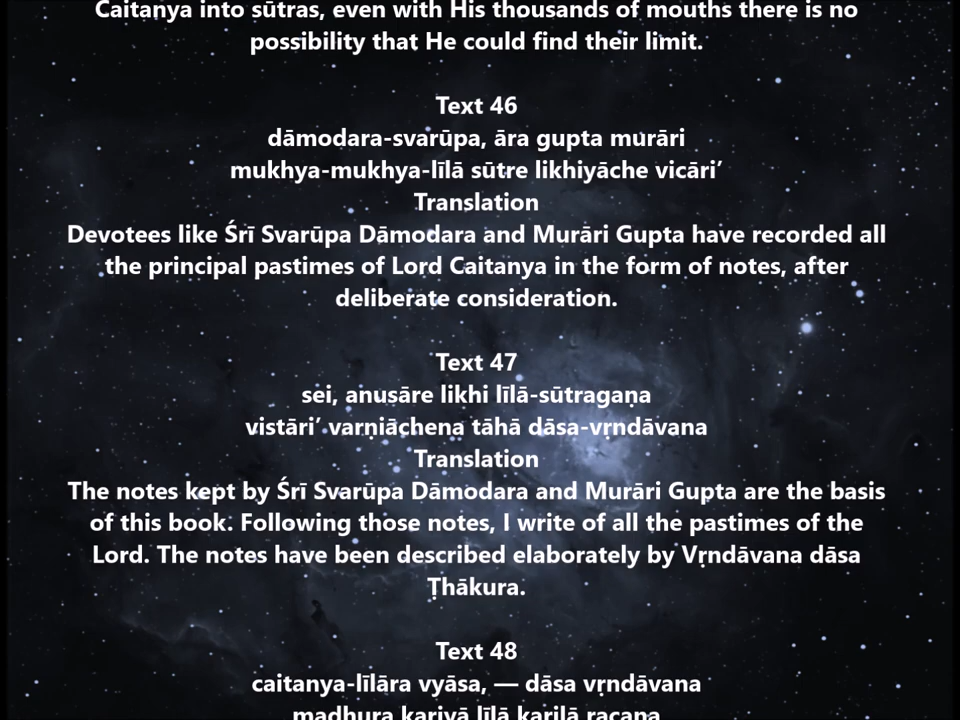 Caitanya into sūtras, even with His thousands of mouths there is no
possibility that He could find their limit.
Text 46
dāmodara-svarūpa, āra gupta murāri
mukhya-mukhya-līlā sūtre likhiyāche vicāri’
Translation
Devotees like Śrī Svarūpa Dāmodara and Murāri Gupta have recorded all
the principal pastimes of Lord Caitanya in the form of notes, after
deliberate consideration.
Text 47
sei, anusāre likhi līlā-sūtragaṇa
vistāri’ varṇiāchena tāhā dāsa-vṛndāvana
Translation
The notes kept by Śrī Svarūpa Dāmodara and Murāri Gupta are the basis
of this book. Following those notes, I write of all the pastimes of the
Lord. The notes have been described elaborately by Vṛndāvana dāsa
Ṭhākura.
Text 48
caitanya-līlāra vyāsa, — dāsa vṛndāvana
madhura kariyā līlā karilā racana